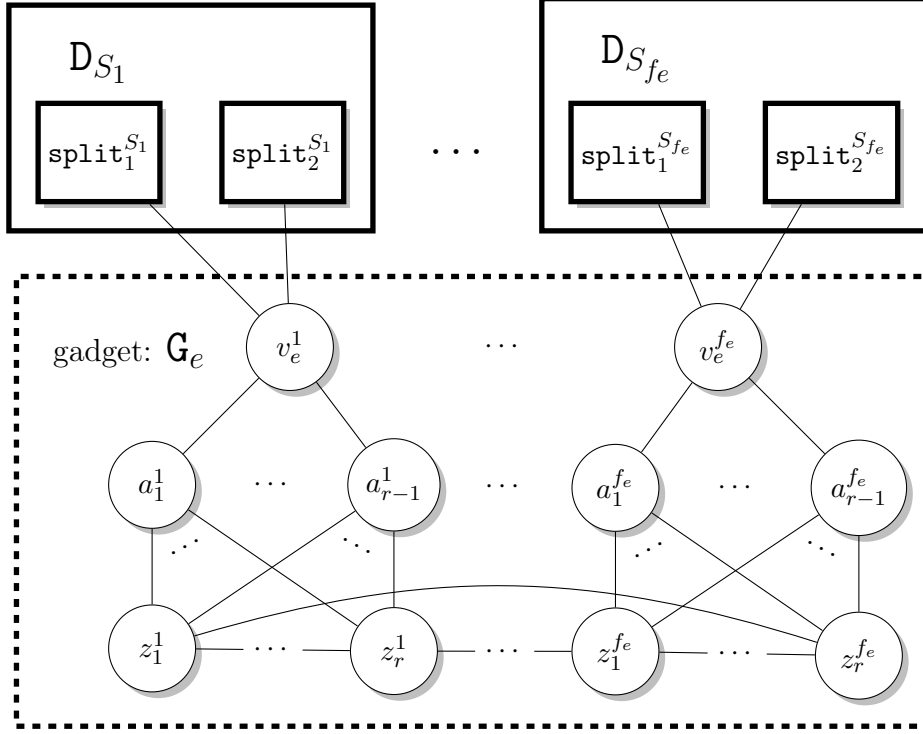 D_{S_1} D_{S_{f_e}}
split_1^{S_1} split_2^{S_1} ... split_1^{S_{f_e}} split_2^{S_{f_e}}
gadget: G_e v_e^1 ... v_e^{f_e}
a_1^1 ... a_{r-1}^1 ... a_1^{f_e} ... a_{r-1}^{f_e}
... ... ... ...
z_1^1 ... z_r^1 ... z_1^{f_e} ... z_r^{f_e}